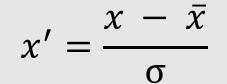 x′ = (x − x̄) / σ